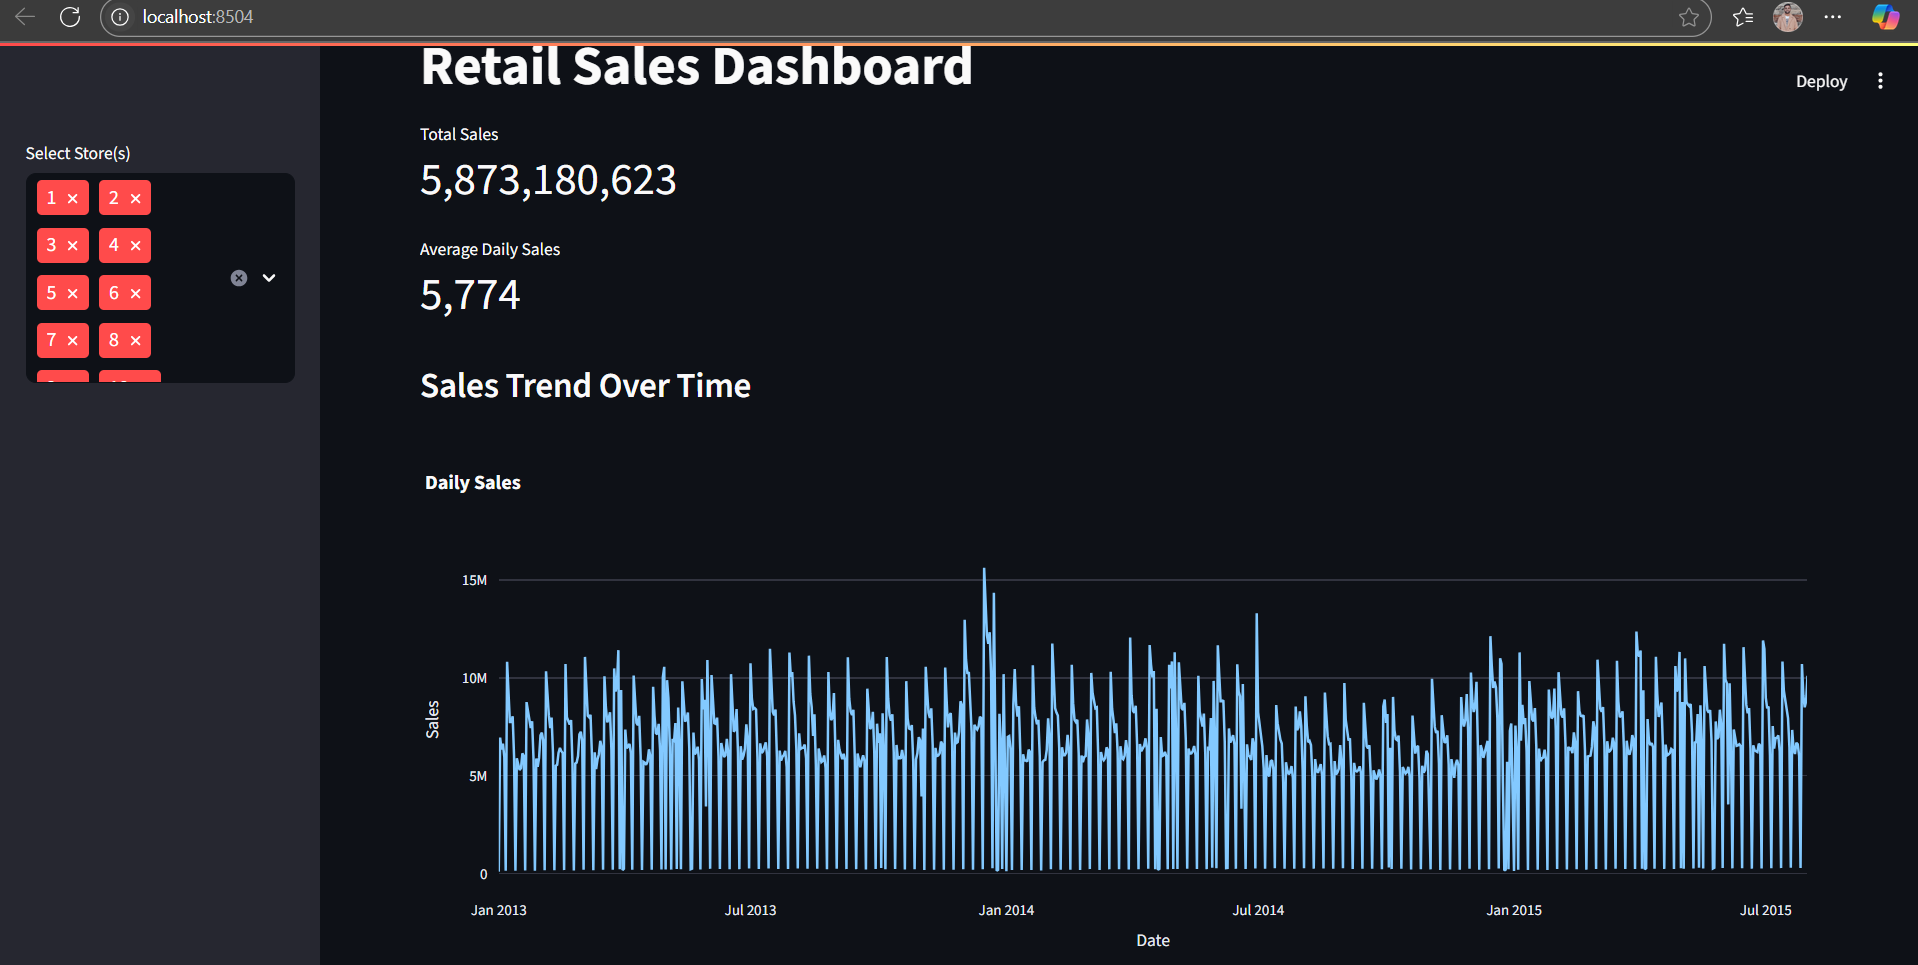 localhost:8504
Retail Sales Dashboard
Deploy
Select Store(s)
1 × 2 ×
3 × 4 ×
5 × 6 ×
7 × 8 ×
Total Sales
5,873,180,623
Average Daily Sales
5,774
Sales Trend Over Time
Daily Sales
15M
10M
5M
0
Sales
Jan 2013 Jul 2013 Jan 2014 Jul 2014 Jan 2015 Jul 2015
Date